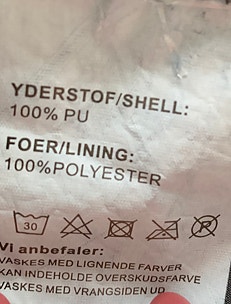 YDERSTOF/SHELL:
100% PU
FOER/LINING:
100%POLYESTER
30
Vi anbefaler:
VASKES MED LIGNENDE FARVER
KAN INDEHOLDE OVERSKUDSFARVE
VASKES MED VRANGSIDEN UD